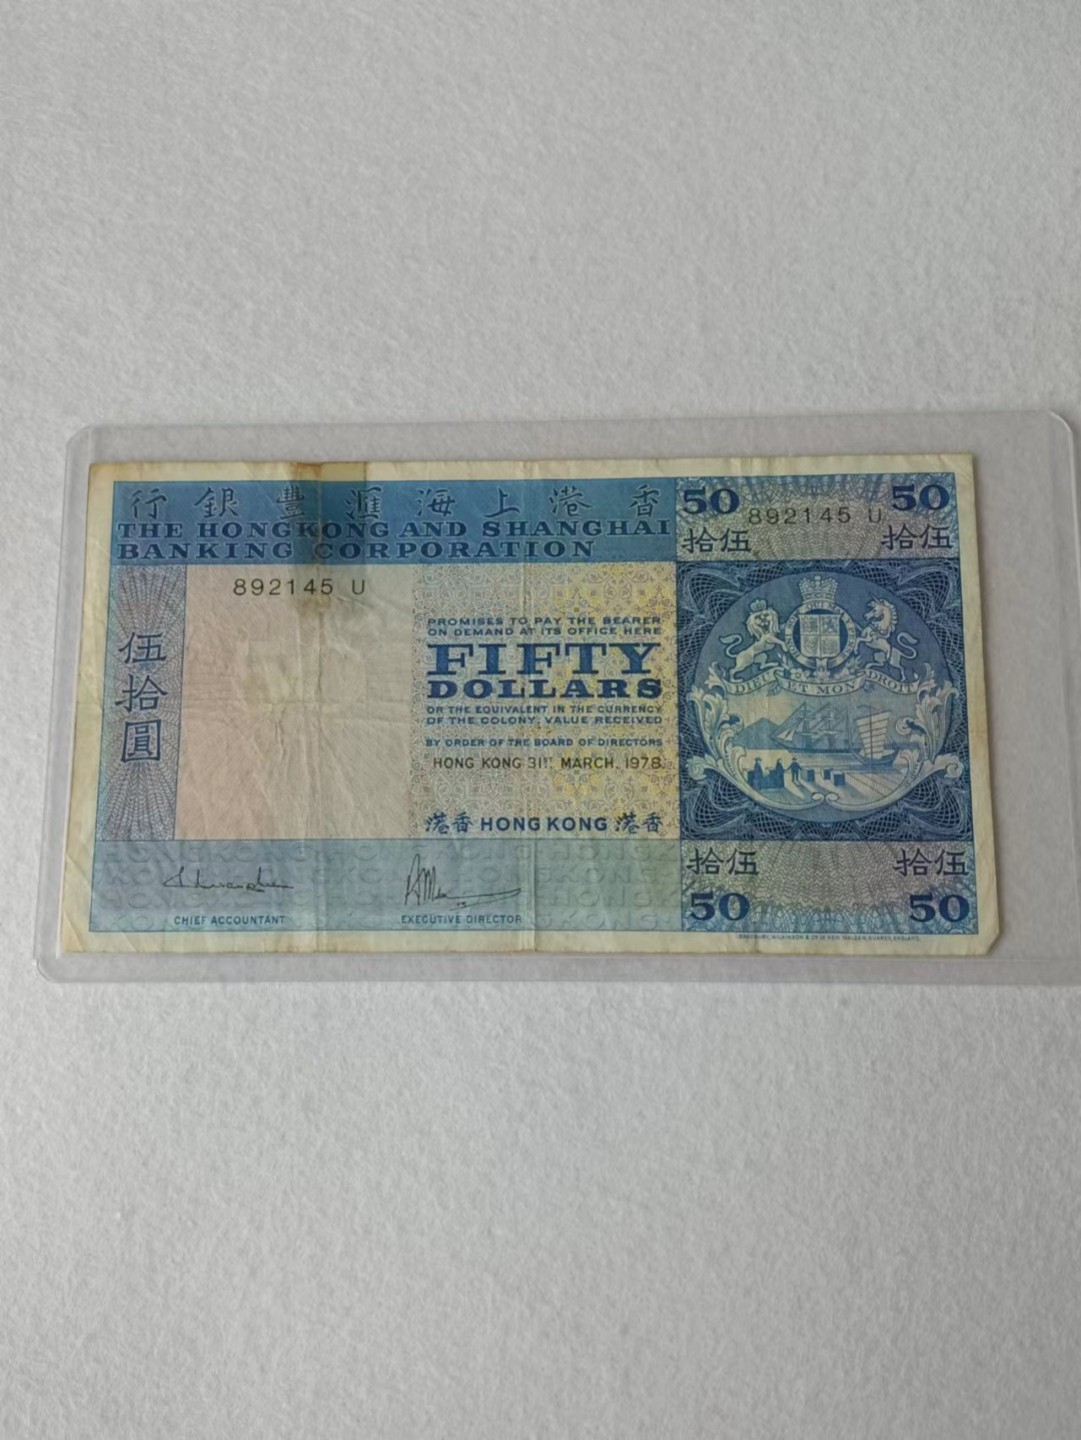 行銀豐滙海上港香
THE HONGKONG AND SHANGHAI
BANKING CORPORATION
50 50
892145 U
拾伍 拾伍
892145 U
伍拾圓
PROMISES TO PAY THE BEARER
ON DEMAND AT ITS OFFICE HERE
FIFTY
DOLLARS
OR THE EQUIVALENT IN THE CURRENCY
OF THE COLONY, VALUE RECEIVED
BY ORDER OF THE BOARD OF DIRECTORS
HONG KONG 31ST MARCH, 1978.
港香 HONG KONG 港香
DIEU ET MON DROIT
CHIEF ACCOUNTANT
EXECUTIVE DIRECTOR
拾伍 拾伍
50 50